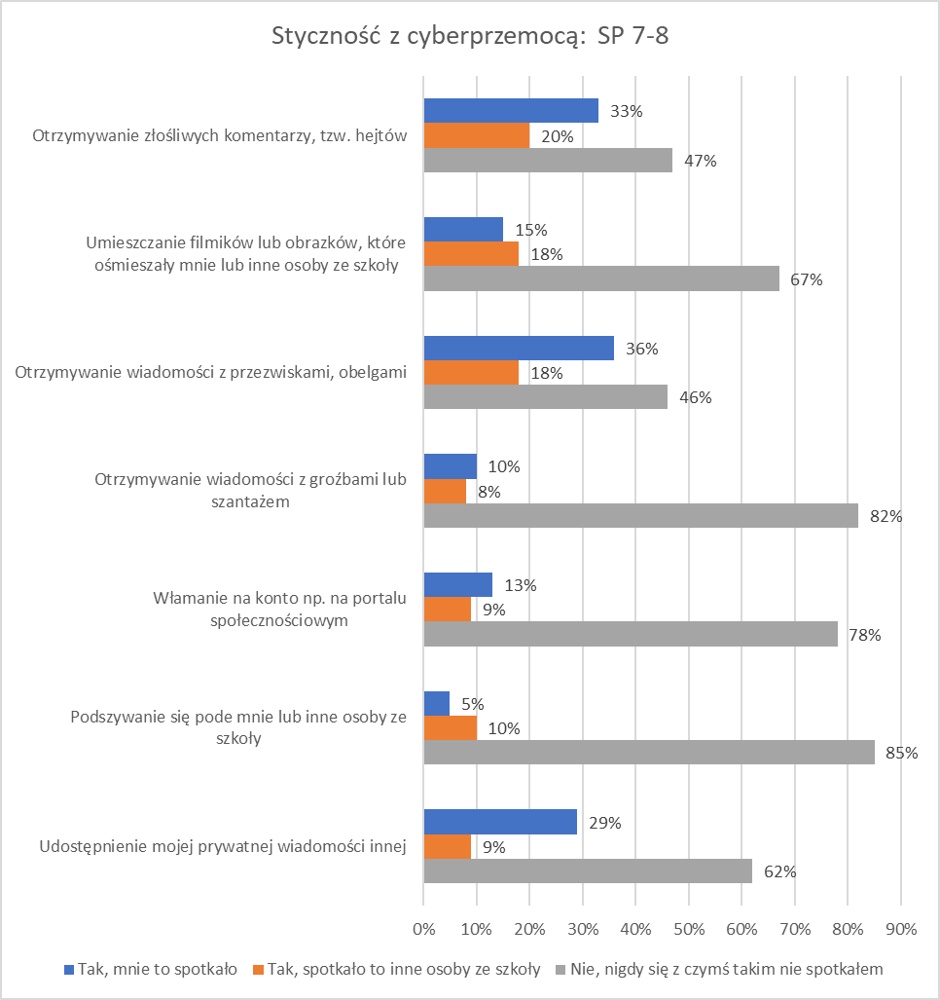 Styczność z cyberprzemocą:  SP 7-8
Otrzymywanie złośliwych komentarzy, tzw. hejtów
33%
20%
47%
Umieszczanie filmików lub obrazków, które
ośmieszały mnie lub inne osoby ze szkoły
15%
18%
67%
Otrzymywanie wiadomości z przezwiskami, obelgami
36%
18%
46%
Otrzymywanie wiadomości z groźbami lub
szantażem
10%
8%
82%
Włamanie na konto np. na portalu
społecznościowym
13%
9%
78%
Podszywanie się pode mnie lub inne osoby ze
szkoły
5%
10%
85%
Udostępnienie mojej prywatnej wiadomości innej
29%
9%
62%
0% 10% 20% 30% 40% 50% 60% 70% 80% 90%
Tak, mnie to spotkało Tak, spotkało to inne osoby ze szkoły Nie, nigdy się z czymś takim nie spotkałem